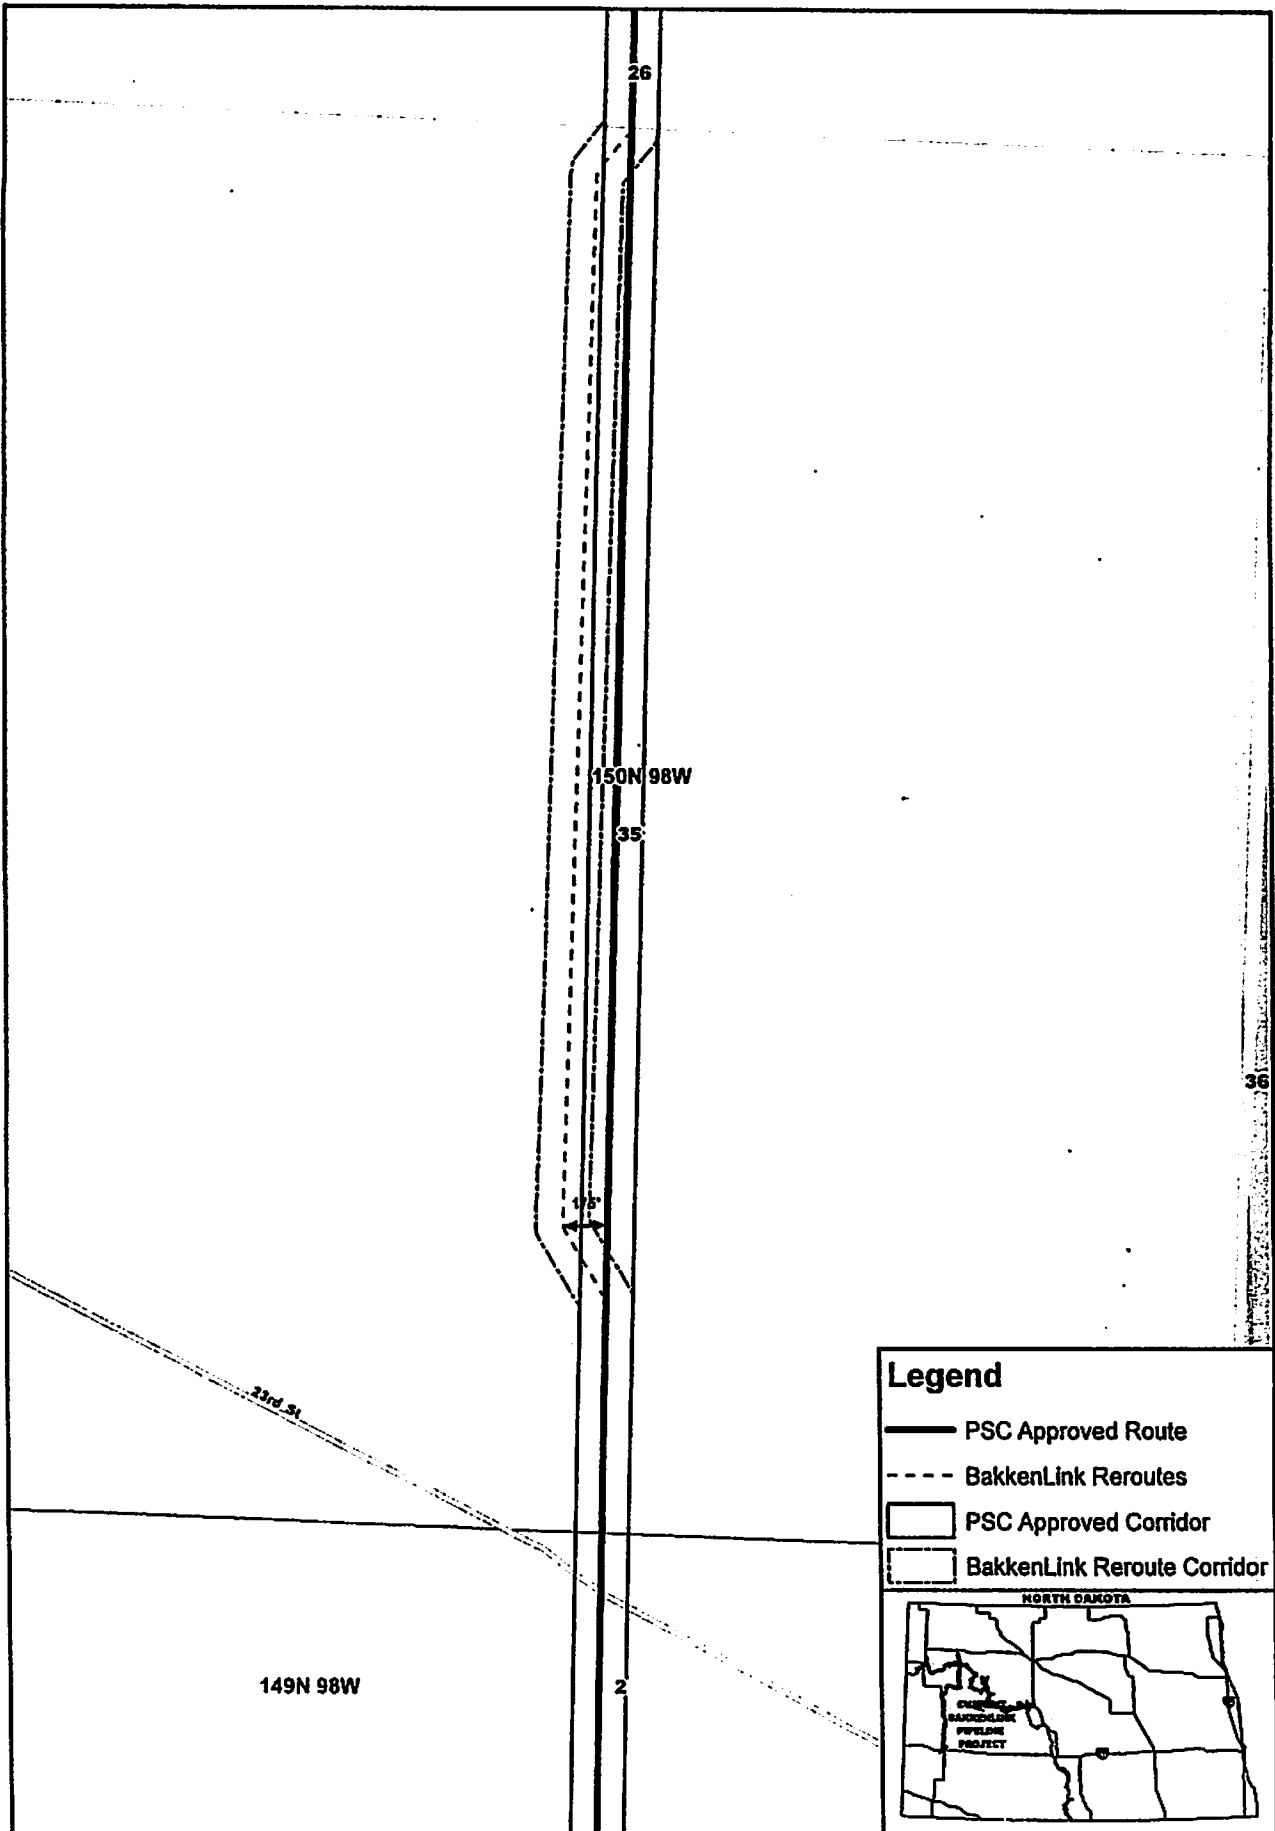 26
150N 98W
35
36
175'
23rd St
149N 98W
2
Legend
PSC Approved Route
BakkenLink Reroutes
PSC Approved Corridor
BakkenLink Reroute Corridor
NORTH DAKOTA
BAKKENLINK
PIPELINE
PROJECT